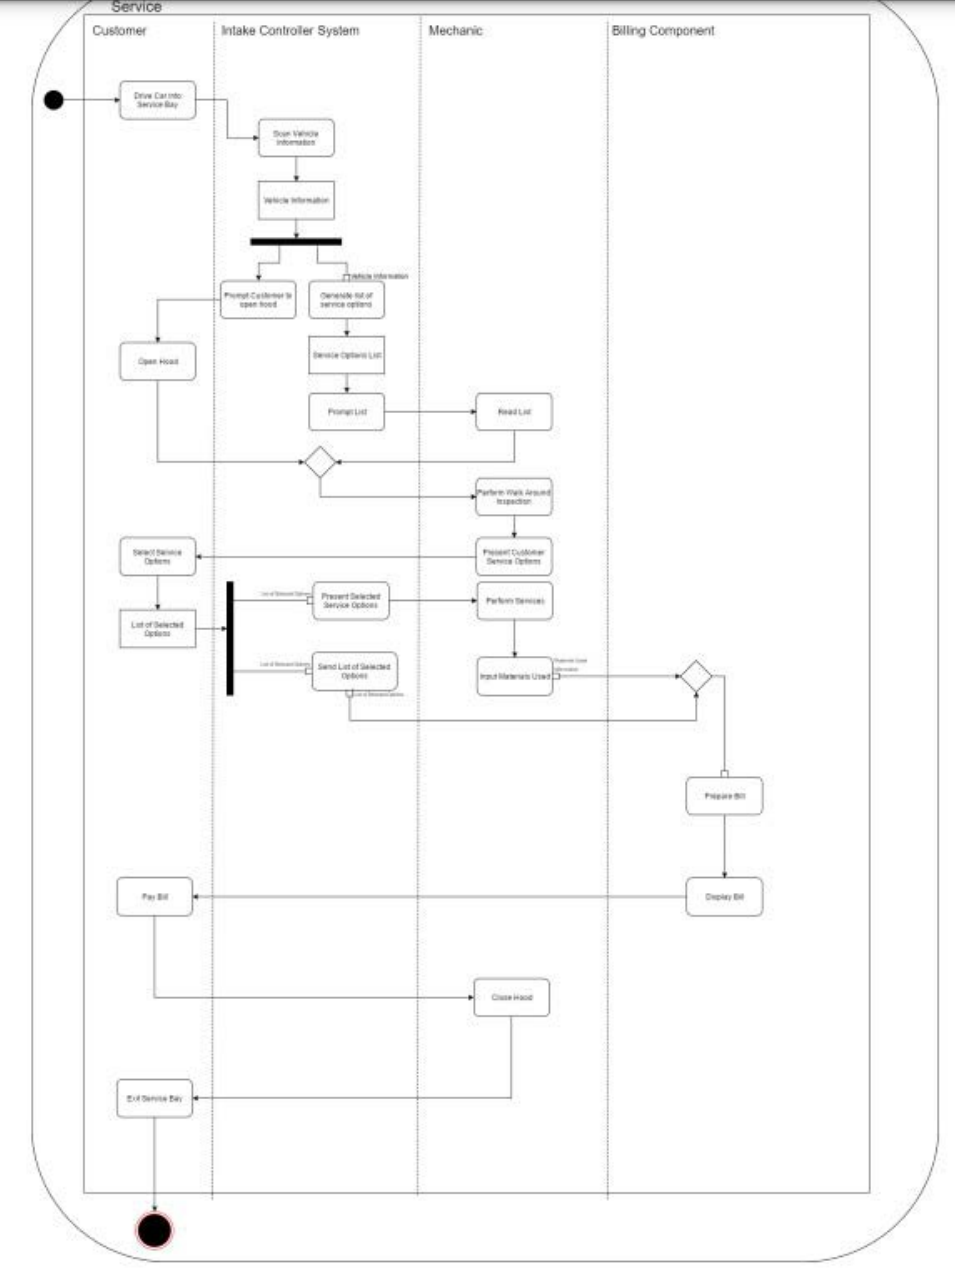 Service
Customer
Intake Controller System
Mechanic
Billing Component
Drive Car Into
Service Bay
Scan Vehicle
Information
Vehicle Information
Vehicle Information
Prompt Customer to
open hood
Generate list of
service options
Open Hood
Service Options List
Prompt List
Read List
Perform Walk Around
Inspection
Select Service
Options
Present Customer
Service Options
List of Selected Options
Present Selected
Service Options
Perform Services
List of Selected
Options
List of Selected Options
Send List of Selected
Options
List of Selected Options
Input Materials Used
Materials Used
Information
Prepare Bill
Pay Bill
Display Bill
Close Hood
Exit Service Bay